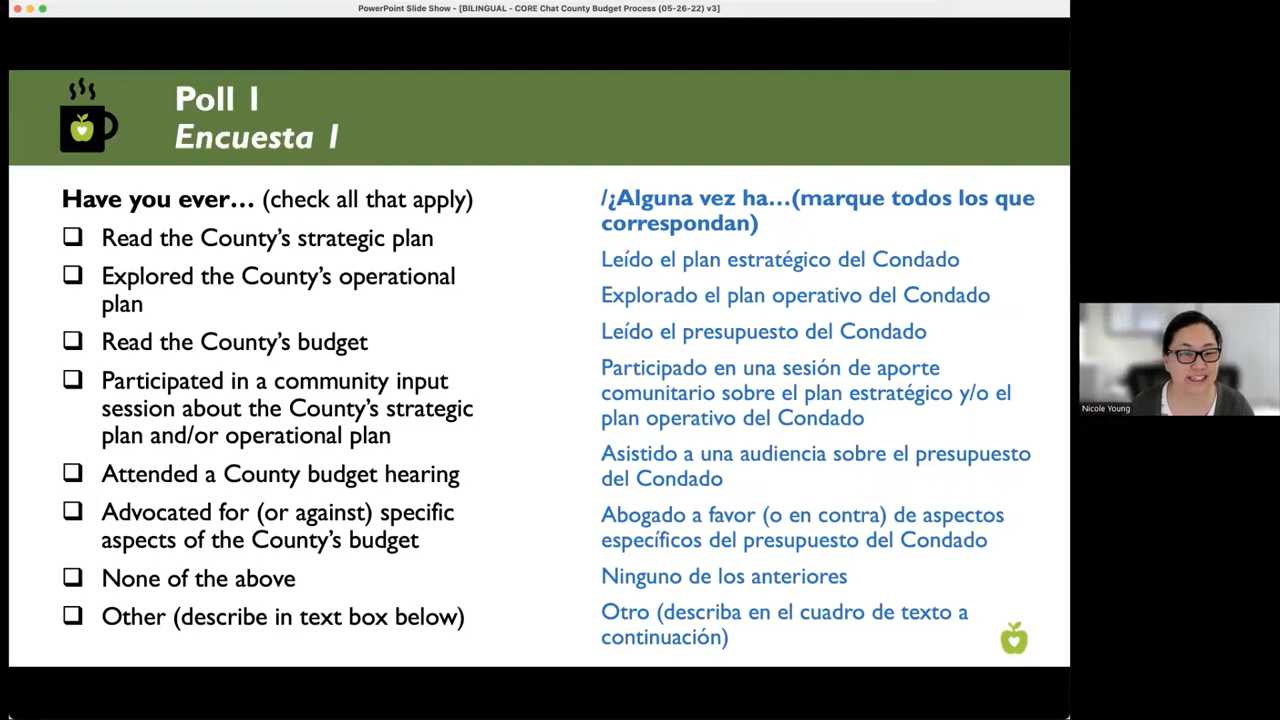 PowerPoint Slide Show - [BILINGUAL - CORE Chat County Budget Process (05-26-22) v3]
Poll 1
Encuesta 1
Have you ever… (check all that apply)
Read the County's strategic plan
Explored the County's operational
plan
Read the County's budget
Participated in a community input
session about the County's strategic
plan and/or operational plan
Attended a County budget hearing
Advocated for (or against) specific
aspects of the County's budget
None of the above
Other (describe in text box below)
/¿Alguna vez ha…(marque todos los que
correspondan)
Leído el plan estratégico del Condado
Explorado el plan operativo del Condado
Leído el presupuesto del Condado
Participado en una sesión de aporte
comunitario sobre el plan estratégico y/o el
plan operativo del Condado
Asistido a una audiencia sobre el presupuesto
del Condado
Abogado a favor (o en contra) de aspectos
específicos del presupuesto del Condado
Ninguno de los anteriores
Otro (describa en el cuadro de texto a
continuación)
Nicole Young